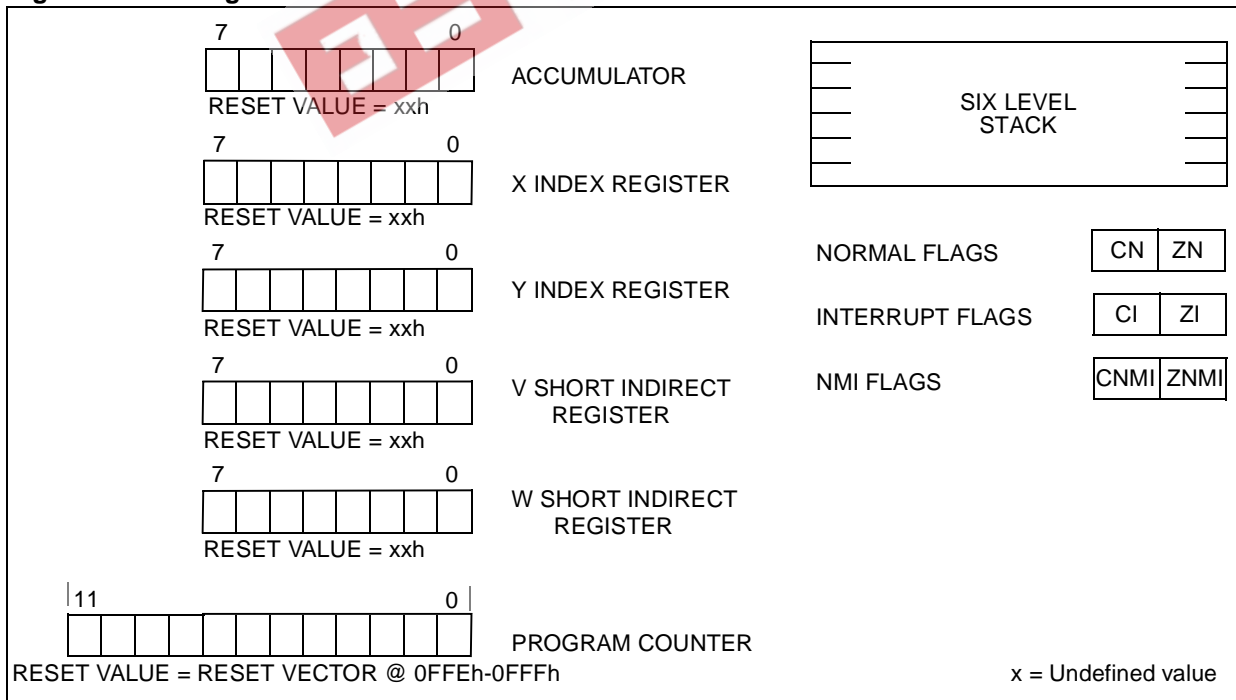 7 0
ACCUMULATOR
RESET VALUE = xxh
7 0
X INDEX REGISTER
RESET VALUE = xxh
7 0
Y INDEX REGISTER
RESET VALUE = xxh
7 0
V SHORT INDIRECT
REGISTER
RESET VALUE = xxh
7 0
W SHORT INDIRECT
REGISTER
RESET VALUE = xxh
11 0
PROGRAM COUNTER
RESET VALUE = RESET VECTOR @ 0FFEh-0FFFh
SIX LEVEL
STACK
NORMAL FLAGS CN ZN
INTERRUPT FLAGS CI ZI
NMI FLAGS CNMI ZNMI
x = Undefined value